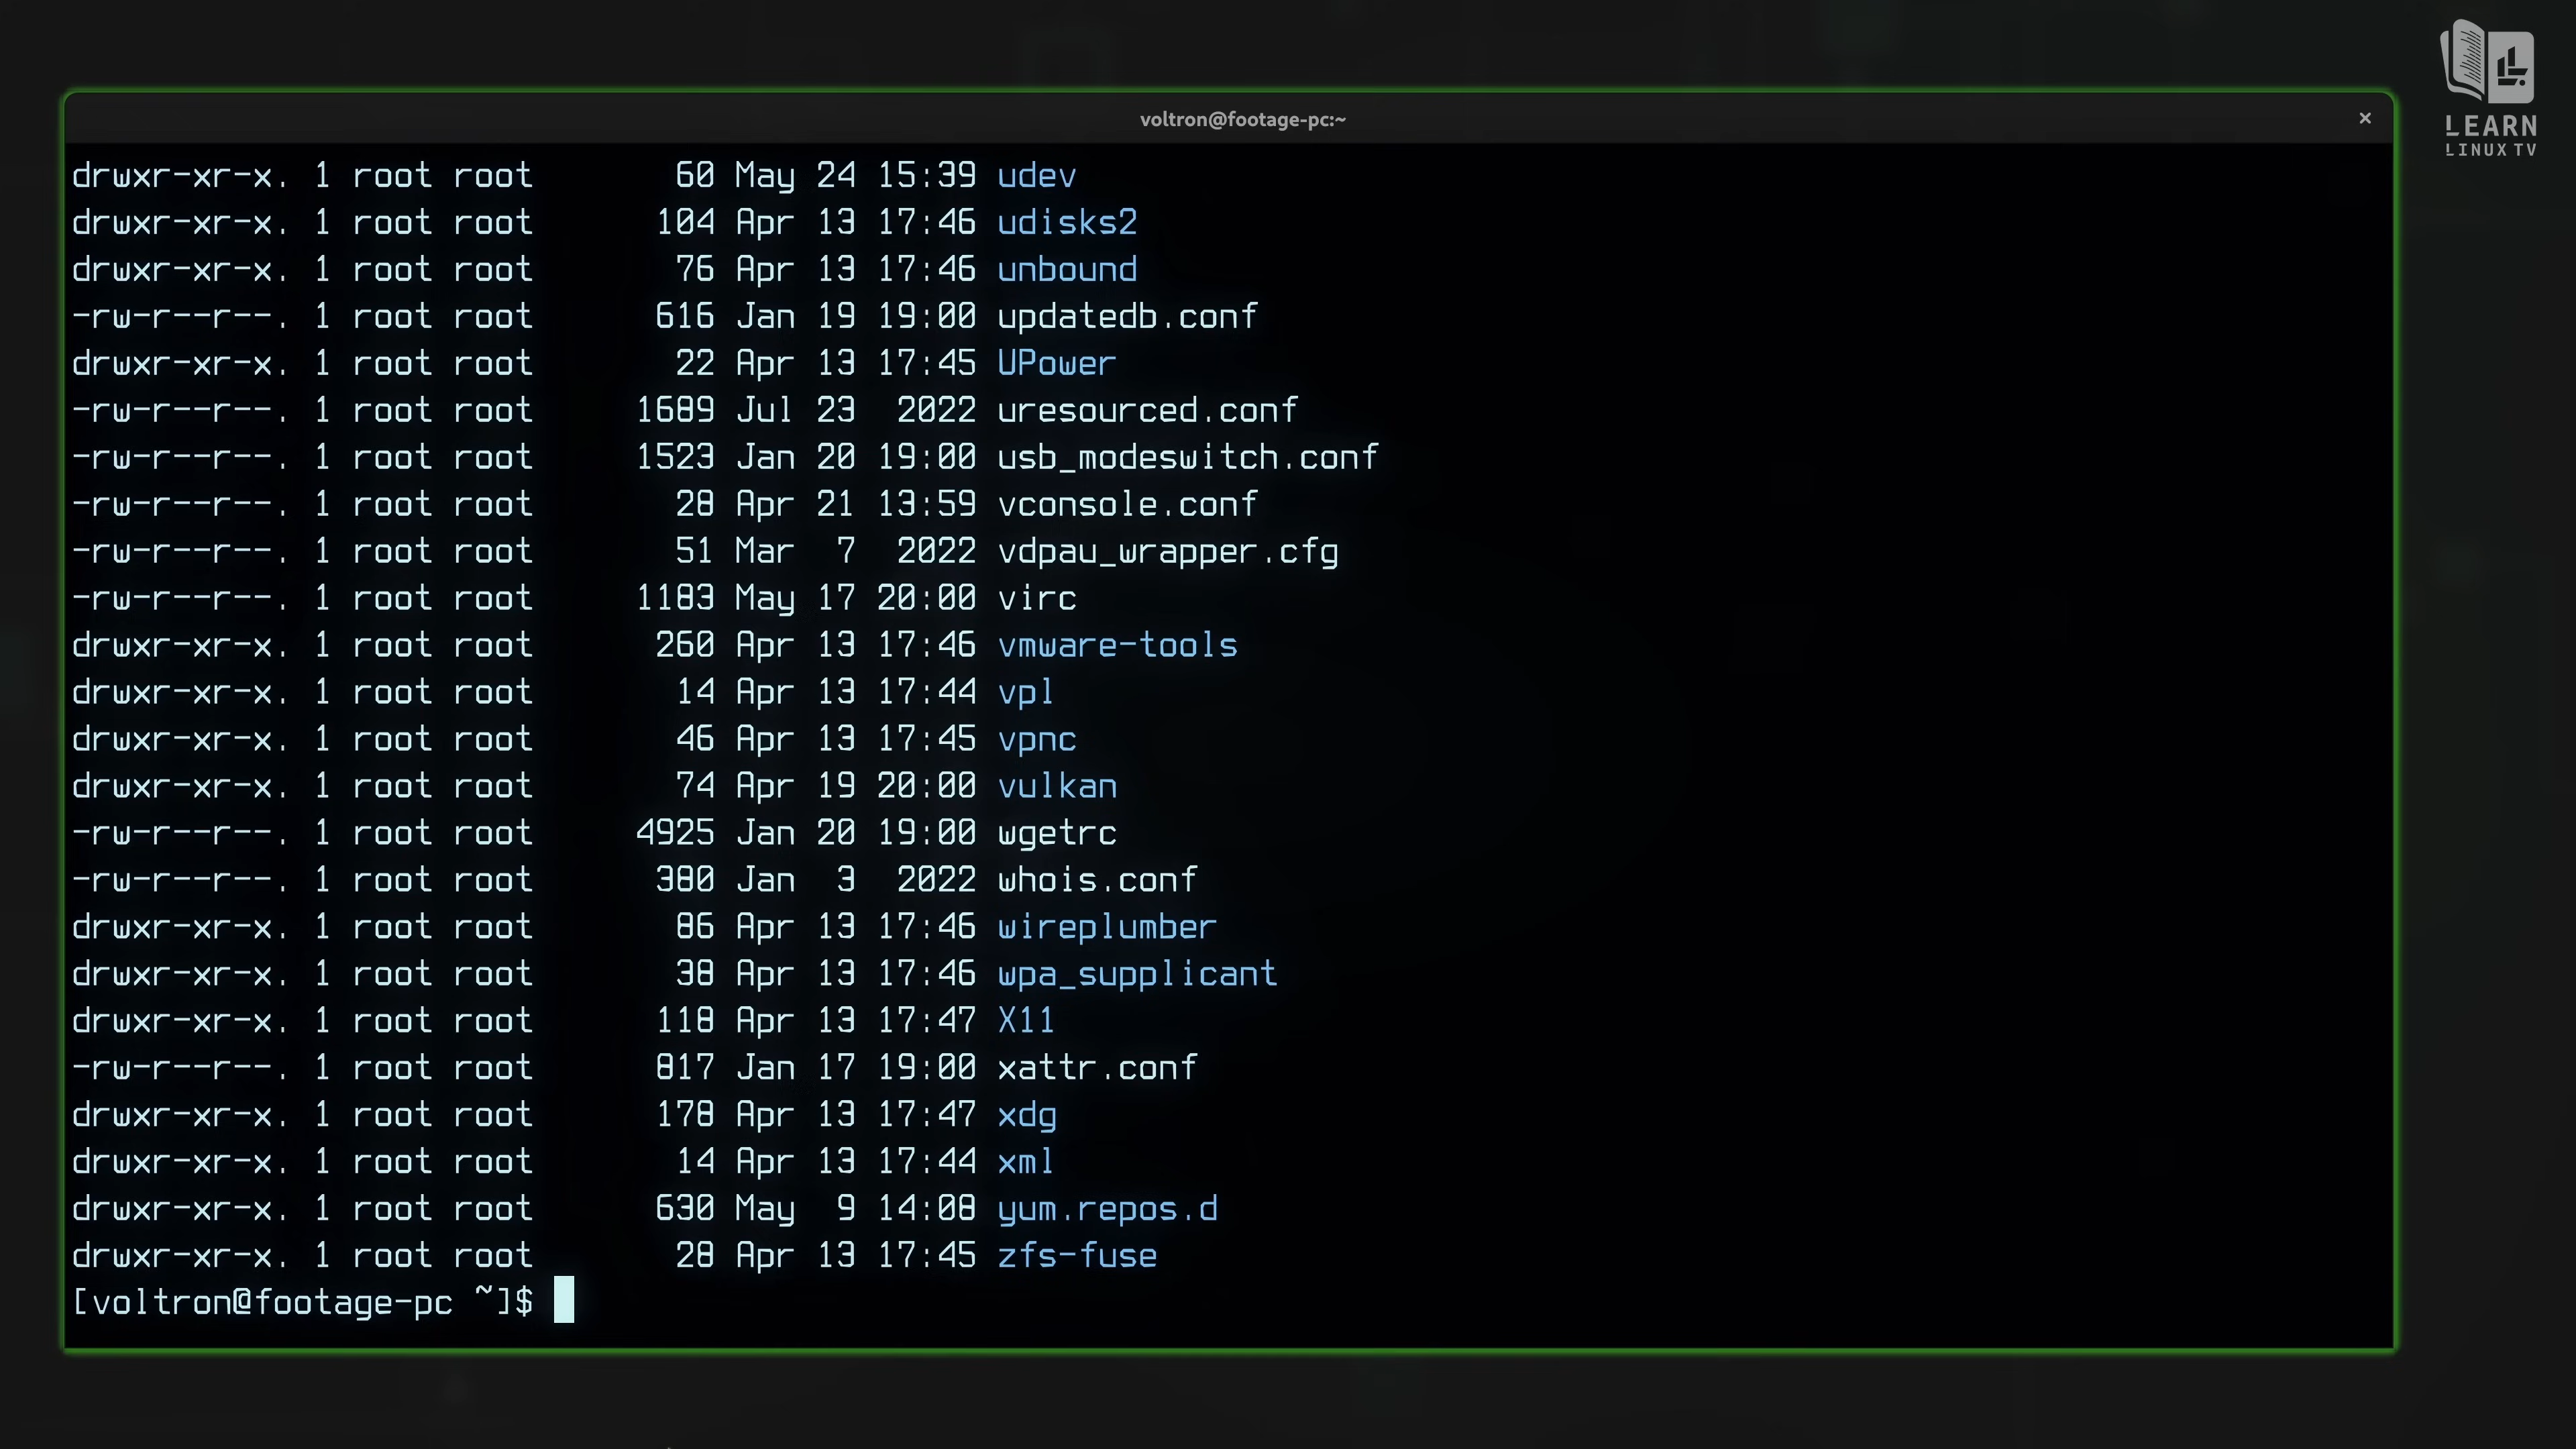 LEARN
LINUX TV
voltron@footage-pc:~ ×
drwxr-xr-x. 1 root root        60 May 24 15:39 udev
drwxr-xr-x. 1 root root       104 Apr 13 17:46 udisks2
drwxr-xr-x. 1 root root        76 Apr 13 17:46 unbound
-rw-r--r--. 1 root root       616 Jan 19 19:00 updatedb.conf
drwxr-xr-x. 1 root root        22 Apr 13 17:45 UPower
-rw-r--r--. 1 root root      1689 Jul 23  2022 uresourced.conf
-rw-r--r--. 1 root root      1523 Jan 20 19:00 usb_modeswitch.conf
-rw-r--r--. 1 root root        28 Apr 21 13:59 vconsole.conf
-rw-r--r--. 1 root root        51 Mar  7  2022 vdpau_wrapper.cfg
-rw-r--r--. 1 root root      1183 May 17 20:00 virc
drwxr-xr-x. 1 root root       260 Apr 13 17:46 vmware-tools
drwxr-xr-x. 1 root root        14 Apr 13 17:44 vpl
drwxr-xr-x. 1 root root        46 Apr 13 17:45 vpnc
drwxr-xr-x. 1 root root        74 Apr 19 20:00 vulkan
-rw-r--r--. 1 root root      4925 Jan 20 19:00 wgetrc
-rw-r--r--. 1 root root       380 Jan  3  2022 whois.conf
drwxr-xr-x. 1 root root        86 Apr 13 17:46 wireplumber
drwxr-xr-x. 1 root root        38 Apr 13 17:46 wpa_supplicant
drwxr-xr-x. 1 root root       118 Apr 13 17:47 X11
-rw-r--r--. 1 root root       817 Jan 17 19:00 xattr.conf
drwxr-xr-x. 1 root root       178 Apr 13 17:47 xdg
drwxr-xr-x. 1 root root        14 Apr 13 17:44 xml
drwxr-xr-x. 1 root root       630 May  9 14:08 yum.repos.d
drwxr-xr-x. 1 root root        28 Apr 13 17:45 zfs-fuse
[voltron@footage-pc ~]$